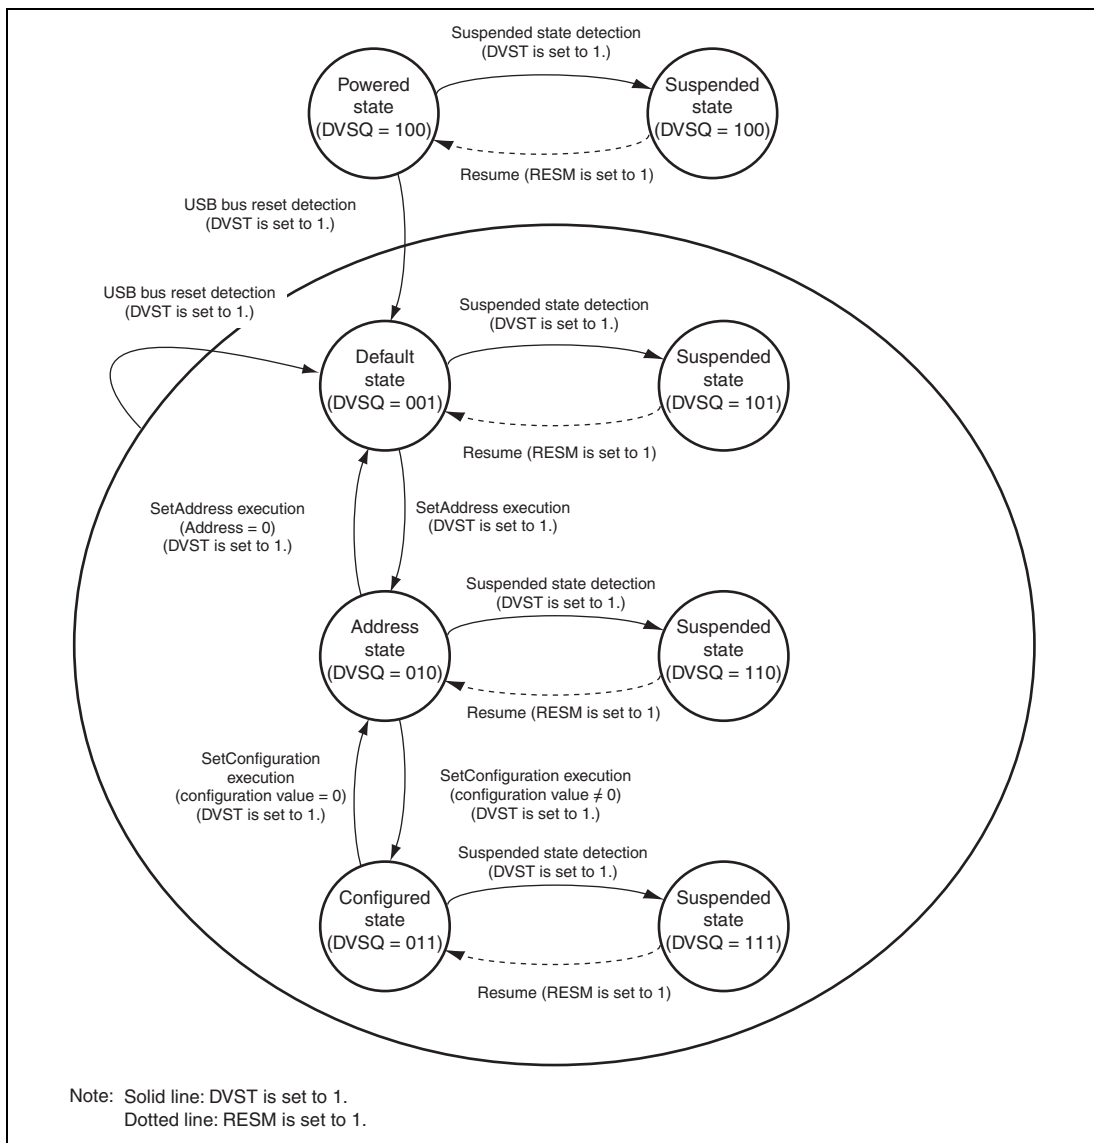 Suspended state detection
(DVST is set to 1.)
Powered
state
(DVSQ = 100)
Suspended
state
(DVSQ = 100)
Resume (RESM is set to 1)
USB bus reset detection
(DVST is set to 1.)
USB bus reset detection
(DVST is set to 1.)
Suspended state detection
(DVST is set to 1.)
Default
state
(DVSQ = 001)
Suspended
state
(DVSQ = 101)
Resume (RESM is set to 1)
SetAddress execution
(Address = 0)
(DVST is set to 1.)
SetAddress execution
(DVST is set to 1.)
Suspended state detection
(DVST is set to 1.)
Address
state
(DVSQ = 010)
Suspended
state
(DVSQ = 110)
Resume (RESM is set to 1)
SetConfiguration
execution
(configuration value = 0)
(DVST is set to 1.)
SetConfiguration execution
(configuration value ≠ 0)
(DVST is set to 1.)
Suspended state detection
(DVST is set to 1.)
Configured
state
(DVSQ = 011)
Suspended
state
(DVSQ = 111)
Resume (RESM is set to 1)
Note: Solid line: DVST is set to 1.
Dotted line: RESM is set to 1.